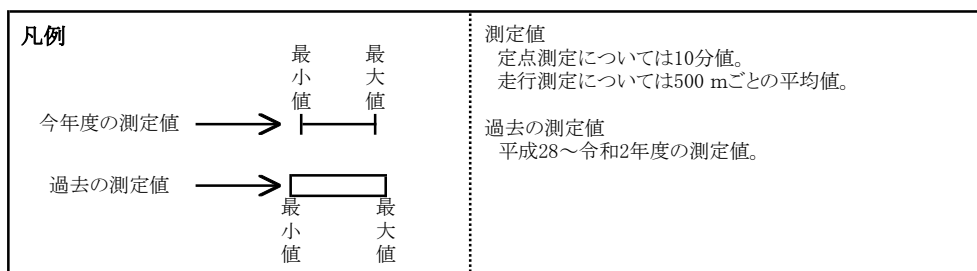 凡例
最小値
最大値
今年度の測定値
過去の測定値
最小値
最大値
測定値
定点測定については10分値。
走行測定については500 mごとの平均値。
過去の測定値
平成28～令和2年度の測定値。